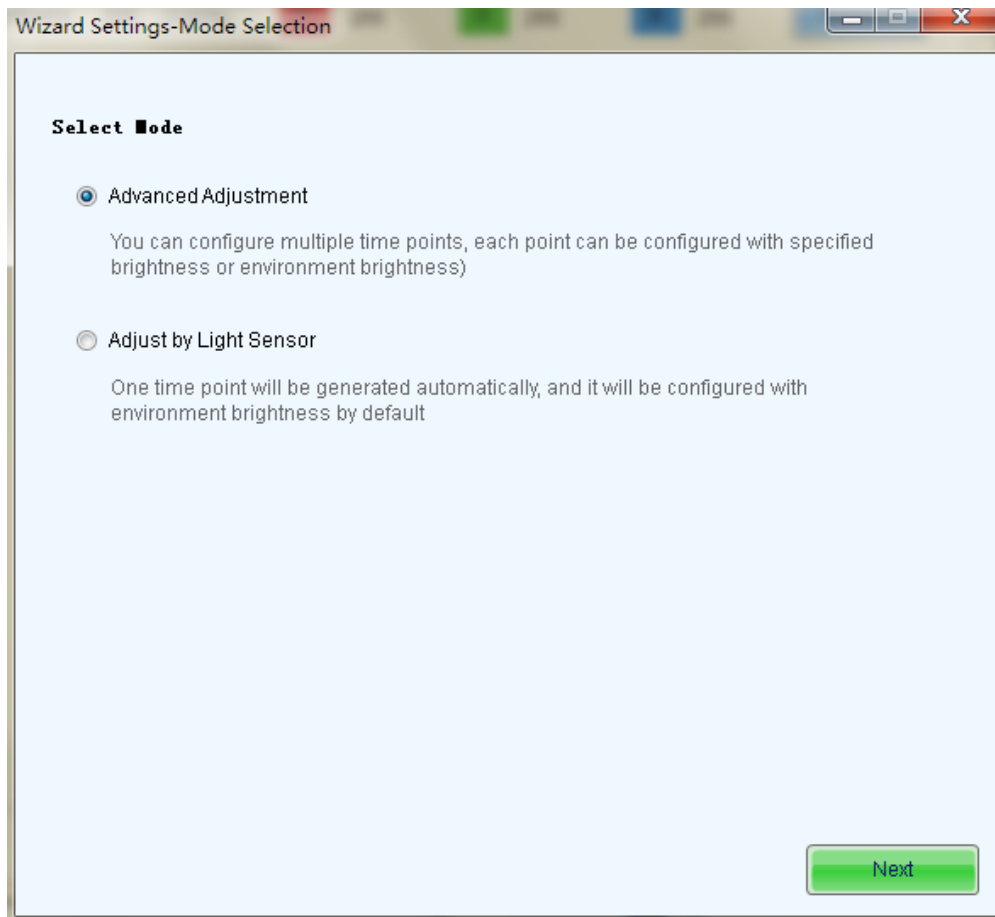 Wizard Settings-Mode Selection
Select Mode
Advanced Adjustment
You can configure multiple time points, each point can be configured with specified
brightness or environment brightness)
Adjust by Light Sensor
One time point will be generated automatically, and it will be configured with
environment brightness by default
Next